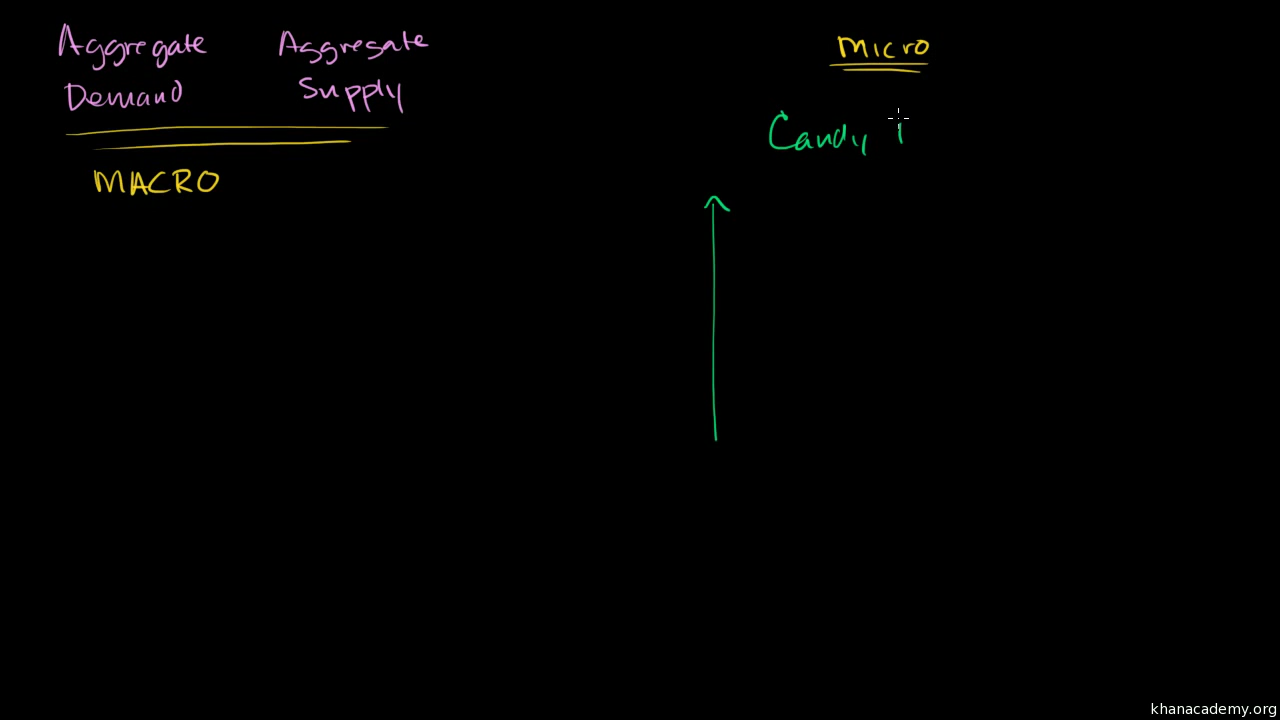 Aggregate Aggregate
Demand Supply
MACRO
Micro
Candy
khanacademy.org